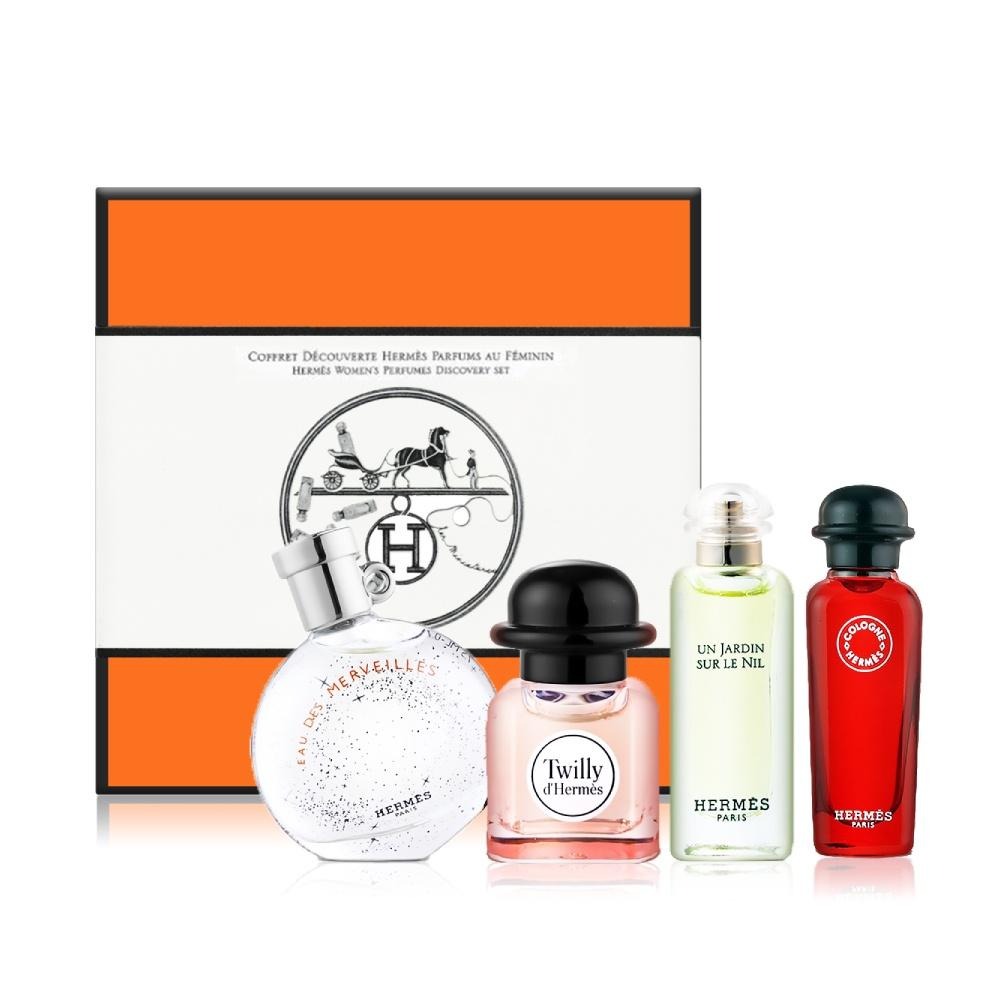 COFFRET DÉCOUVERTE HERMÈS PARFUMS AU FÉMININ
HERMÈS WOMEN'S PERFUMES DISCOVERY SET
H
EAU DES MERVEILLES
HERMÈS
PARIS
Twilly
d'Hermès
UN JARDIN
SUR LE NIL
HERMÈS
PARIS
COLOGNE
HERMÈS
HERMÈS
PARIS